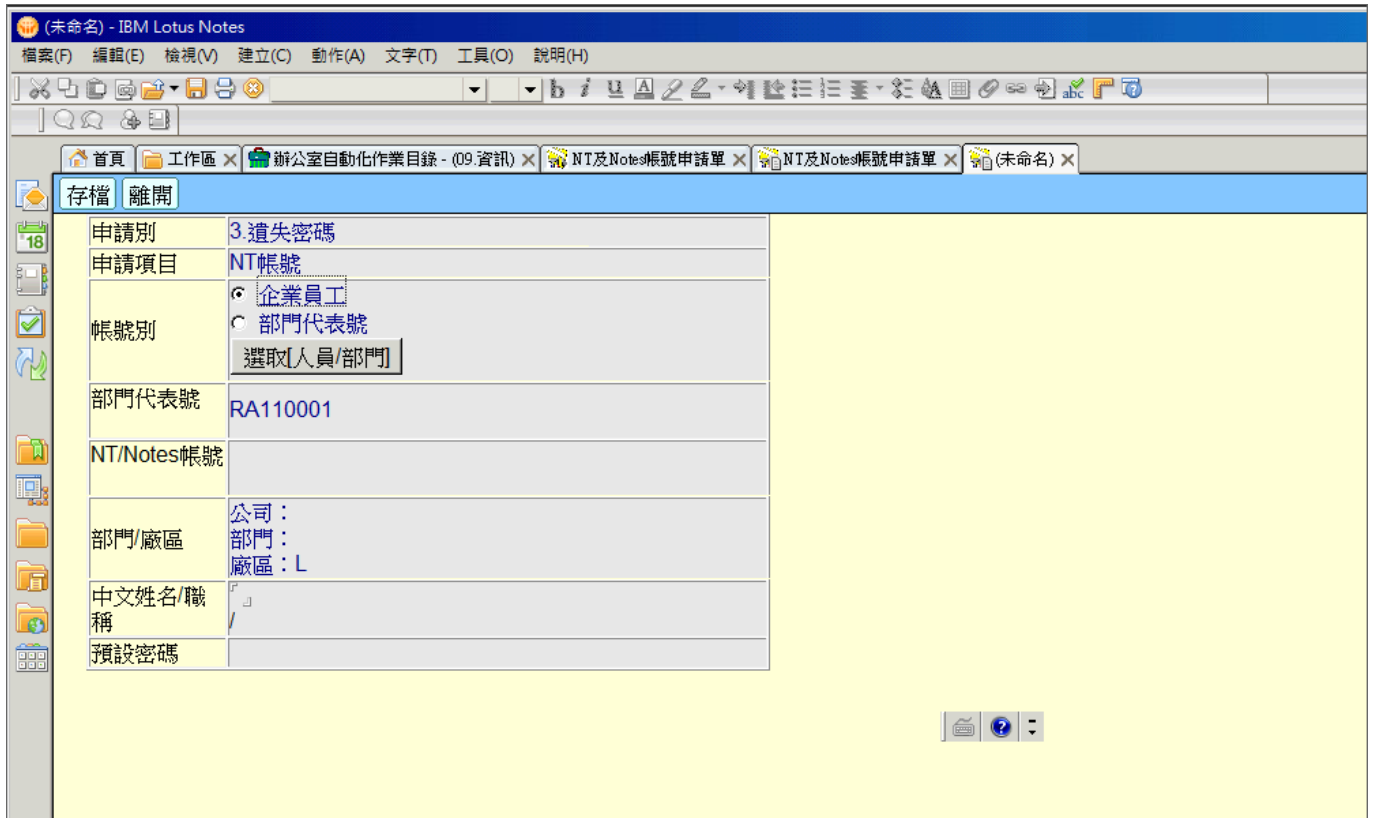 (未命名) - IBM Lotus Notes
檔案(F) 編輯(E) 檢視(V) 建立(C) 動作(A) 文字(T) 工具(O) 說明(H)
首頁 工作區 辦公室自動化作業目錄 - (09.資訊) NT及Notes帳號申請單 NT及Notes帳號申請單 (未命名)
存檔 離開
18
申請別 3.遺失密碼
申請項目 NT帳號
帳號別
企業員工
部門代表號
選取[人員/部門]
部門代表號 RA110001
NT/Notes帳號
部門/廠區
公司：
部門：
廠區：L
中文姓名/職稱
/
預設密碼